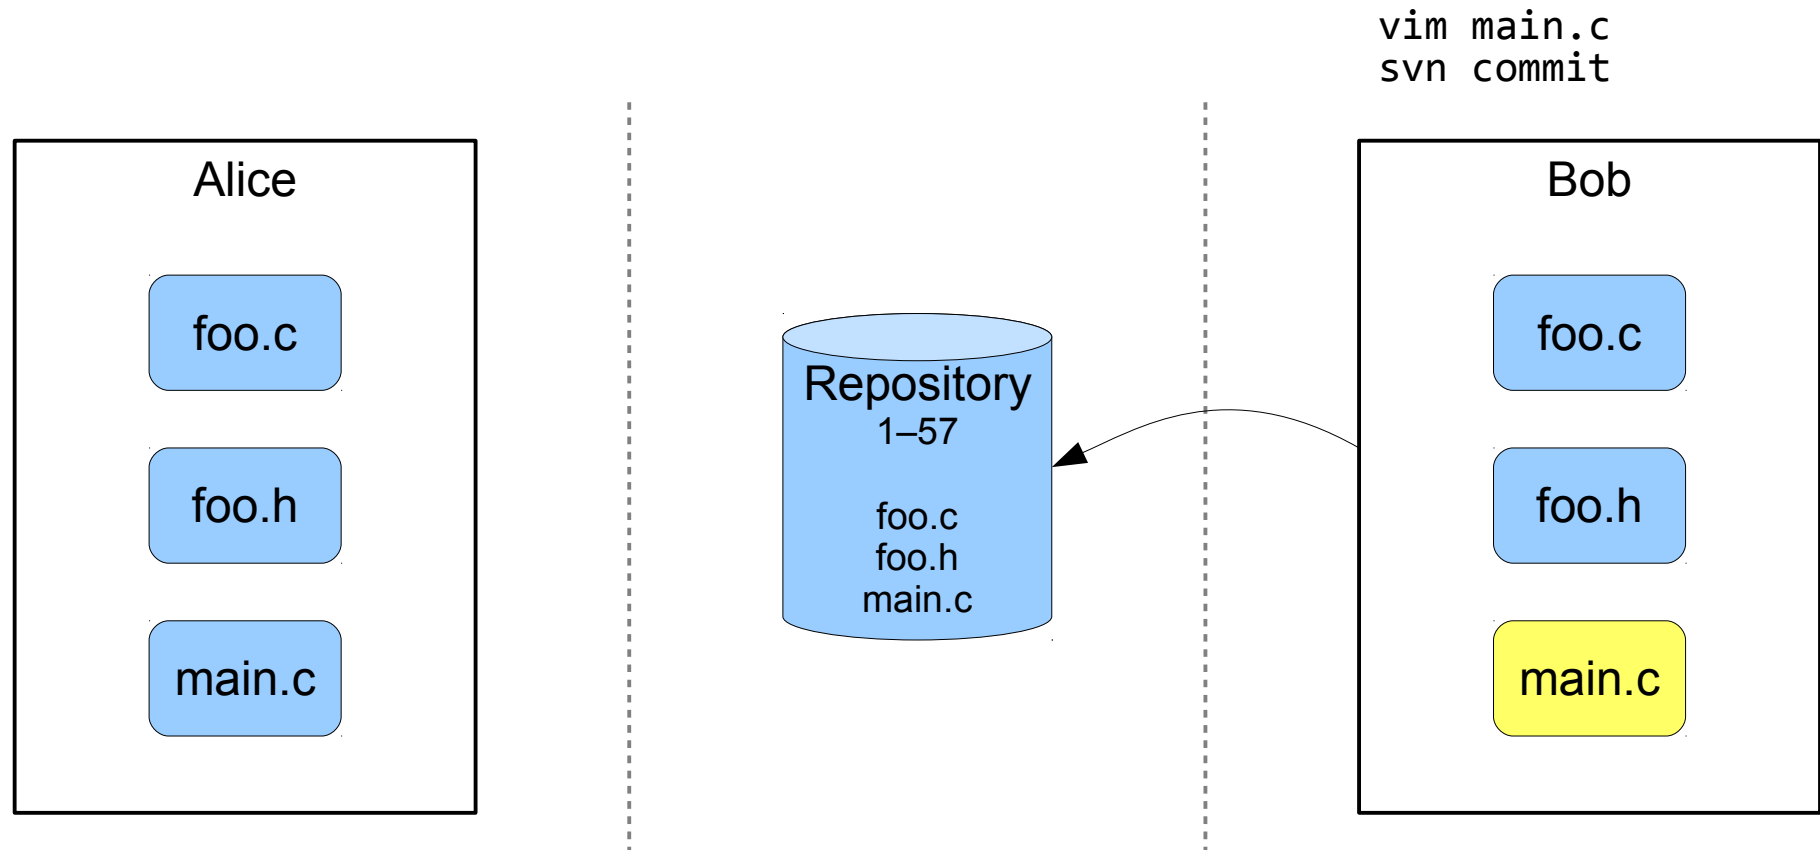 vim main.c
svn commit
Alice
foo.c
foo.h
main.c
Repository
1–57
foo.c
foo.h
main.c
Bob
foo.c
foo.h
main.c